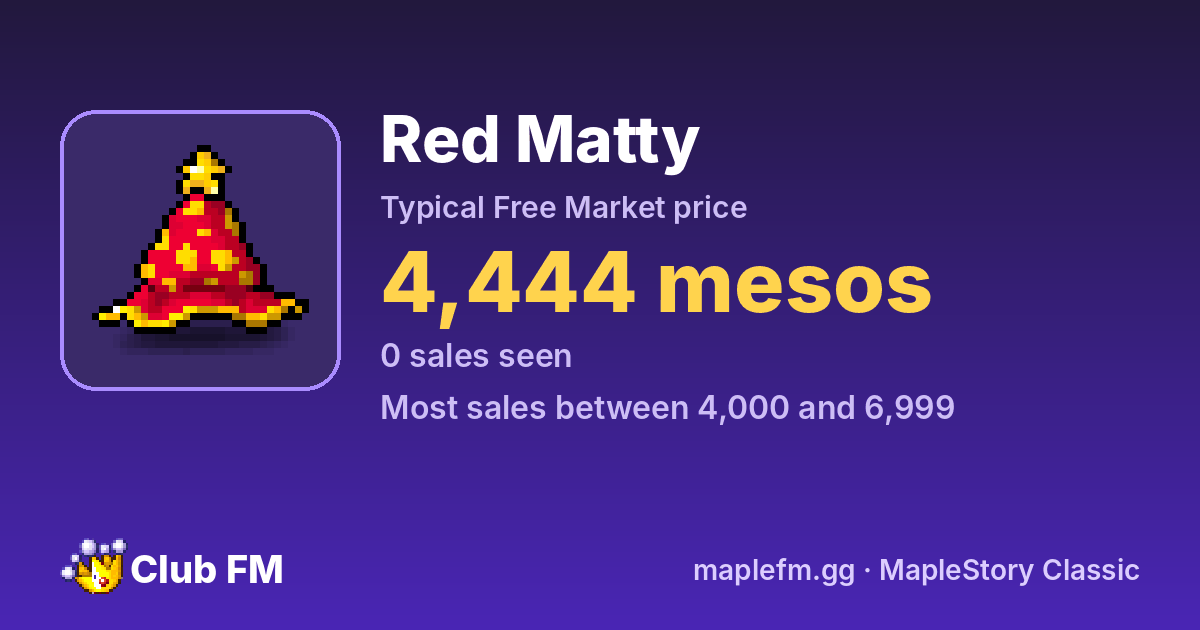 Red Matty
Typical Free Market price
4,444 mesos
0 sales seen
Most sales between 4,000 and 6,999
Club FM
maplefm.gg · MapleStory Classic